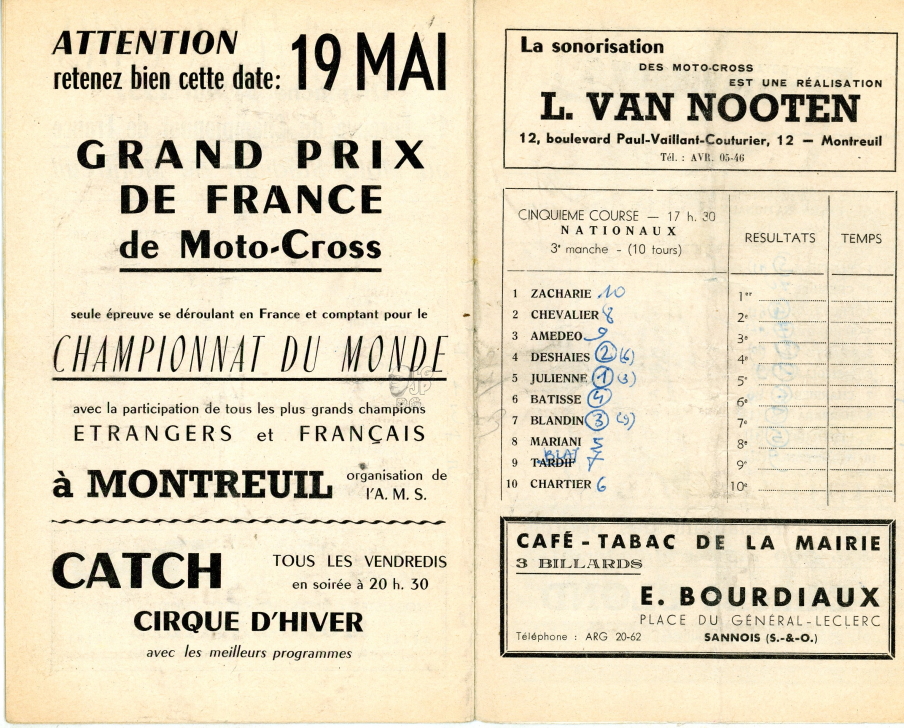 ATTENTION
retenez bien cette date: 19 MAI
GRAND PRIX
DE FRANCE
de Moto-Cross
seule épreuve se déroulant en France et comptant pour le
CHAMPIONNAT DU MONDE
avec la participation de tous les plus grands champions
ETRANGERS et FRANÇAIS
à MONTREUIL organisation de
l'A. M. S.
CATCH TOUS LES VENDREDIS
en soirée à 20 h. 30
CIRQUE D'HIVER
avec les meilleurs programmes
La sonorisation
DES MOTO-CROSS
EST UNE RÉALISATION
L. VAN NOOTEN
12, boulevard Paul-Vaillant-Couturier, 12 — Montreuil
Tél. : AVR. 05-46
CINQUIEME COURSE — 17 h. 30
NATIONAUX
3e manche - (10 tours)
RESULTATS TEMPS
1 ZACHARIE 10 1er
2 CHEVALIER 8 2e
3 AMEDEO 9 3e
4 DESHAIES 2 (6) 4e
5 JULIENNE 1 (3) 5e
6 BATISSE 4 6e
7 BLANDIN 3 (9) 7e
8 MARIANI 5 8e
BLAT
9 TARDIF 7 9e
10 CHARTIER 6 10e
CAFÉ - TABAC DE LA MAIRIE
3 BILLARDS
E. BOURDIAUX
PLACE DU GÉNÉRAL-LECLERC
Téléphone : ARG 20-62 SANNOIS (S.-&-O.)